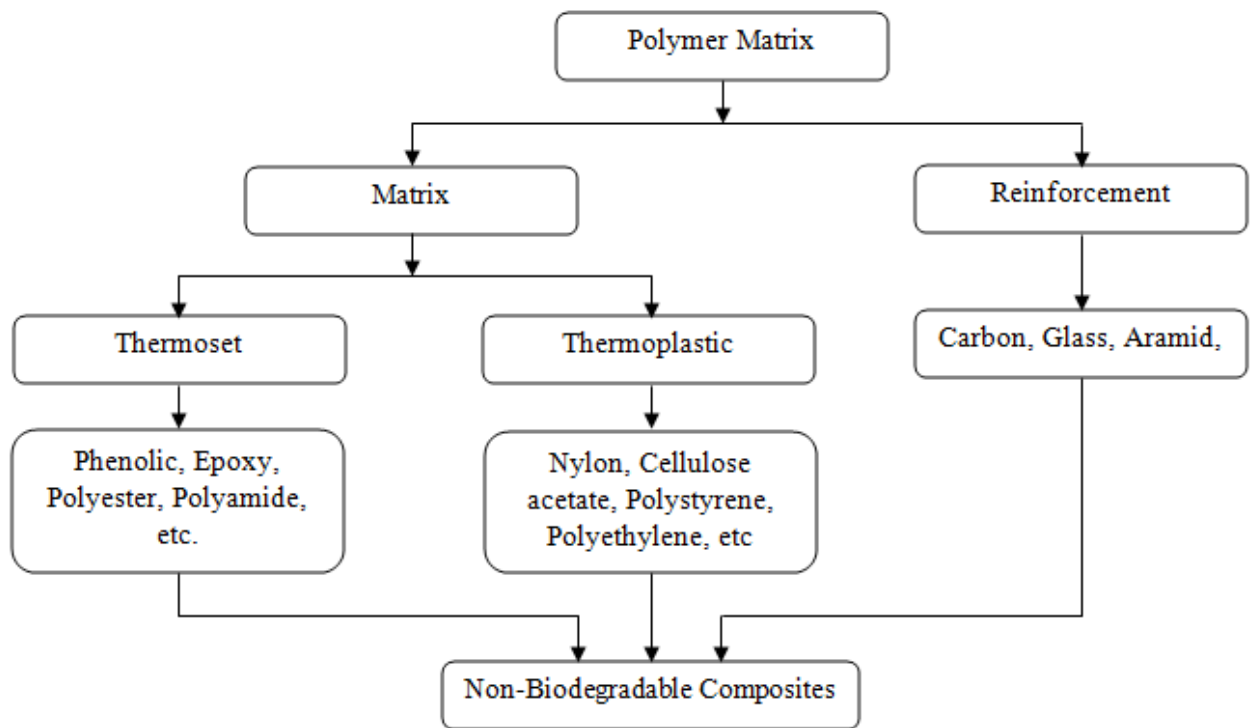 Polymer Matrix
Matrix
Reinforcement
Thermoset
Thermoplastic
Carbon, Glass, Aramid,
Phenolic, Epoxy,
Polyester, Polyamide,
etc.
Nylon, Cellulose
acetate, Polystyrene,
Polyethylene, etc
Non-Biodegradable Composites